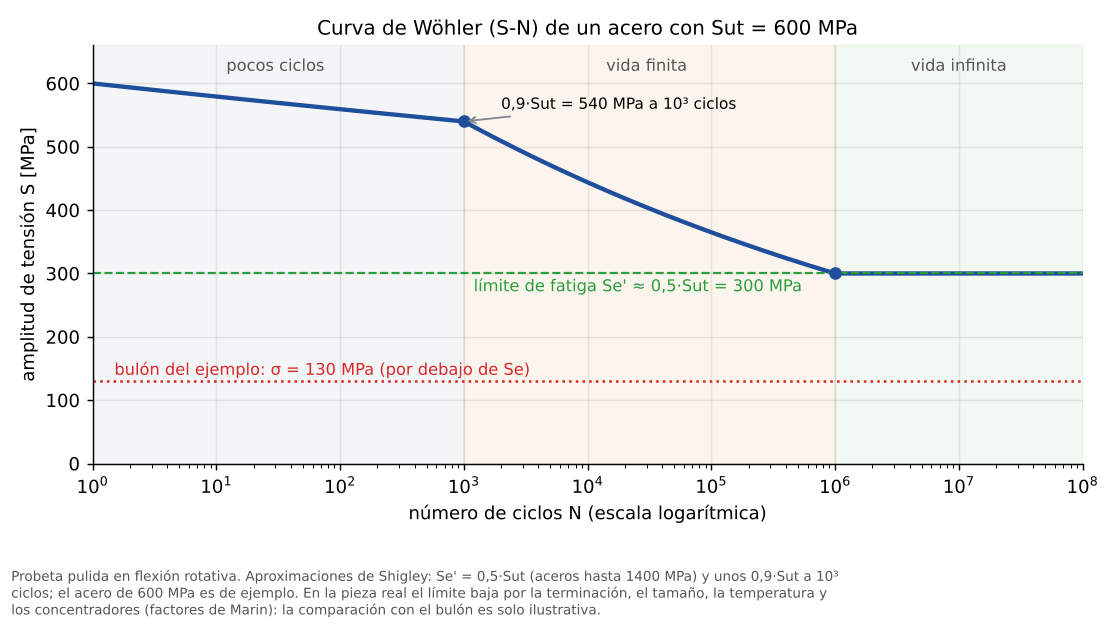 Curva de Wöhler (S-N) de un acero con Sut = 600 MPa
pocos ciclos
vida finita
vida infinita
0,9·Sut = 540 MPa a 10³ ciclos
límite de fatiga Se' ≈ 0,5·Sut = 300 MPa
bulón del ejemplo: σ = 130 MPa (por debajo de Se)
amplitud de tensión S [MPa]
600
500
400
300
200
100
0
10⁰ 10¹ 10² 10³ 10⁴ 10⁵ 10⁶ 10⁷ 10⁸
número de ciclos N (escala logarítmica)
Probeta pulida en flexión rotativa. Aproximaciones de Shigley: Se' = 0,5·Sut (aceros hasta 1400 MPa) y unos 0,9·Sut a 10³
ciclos; el acero de 600 MPa es de ejemplo. En la pieza real el límite baja por la terminación, el tamaño, la temperatura y
los concentradores (factores de Marin): la comparación con el bulón es solo ilustrativa.